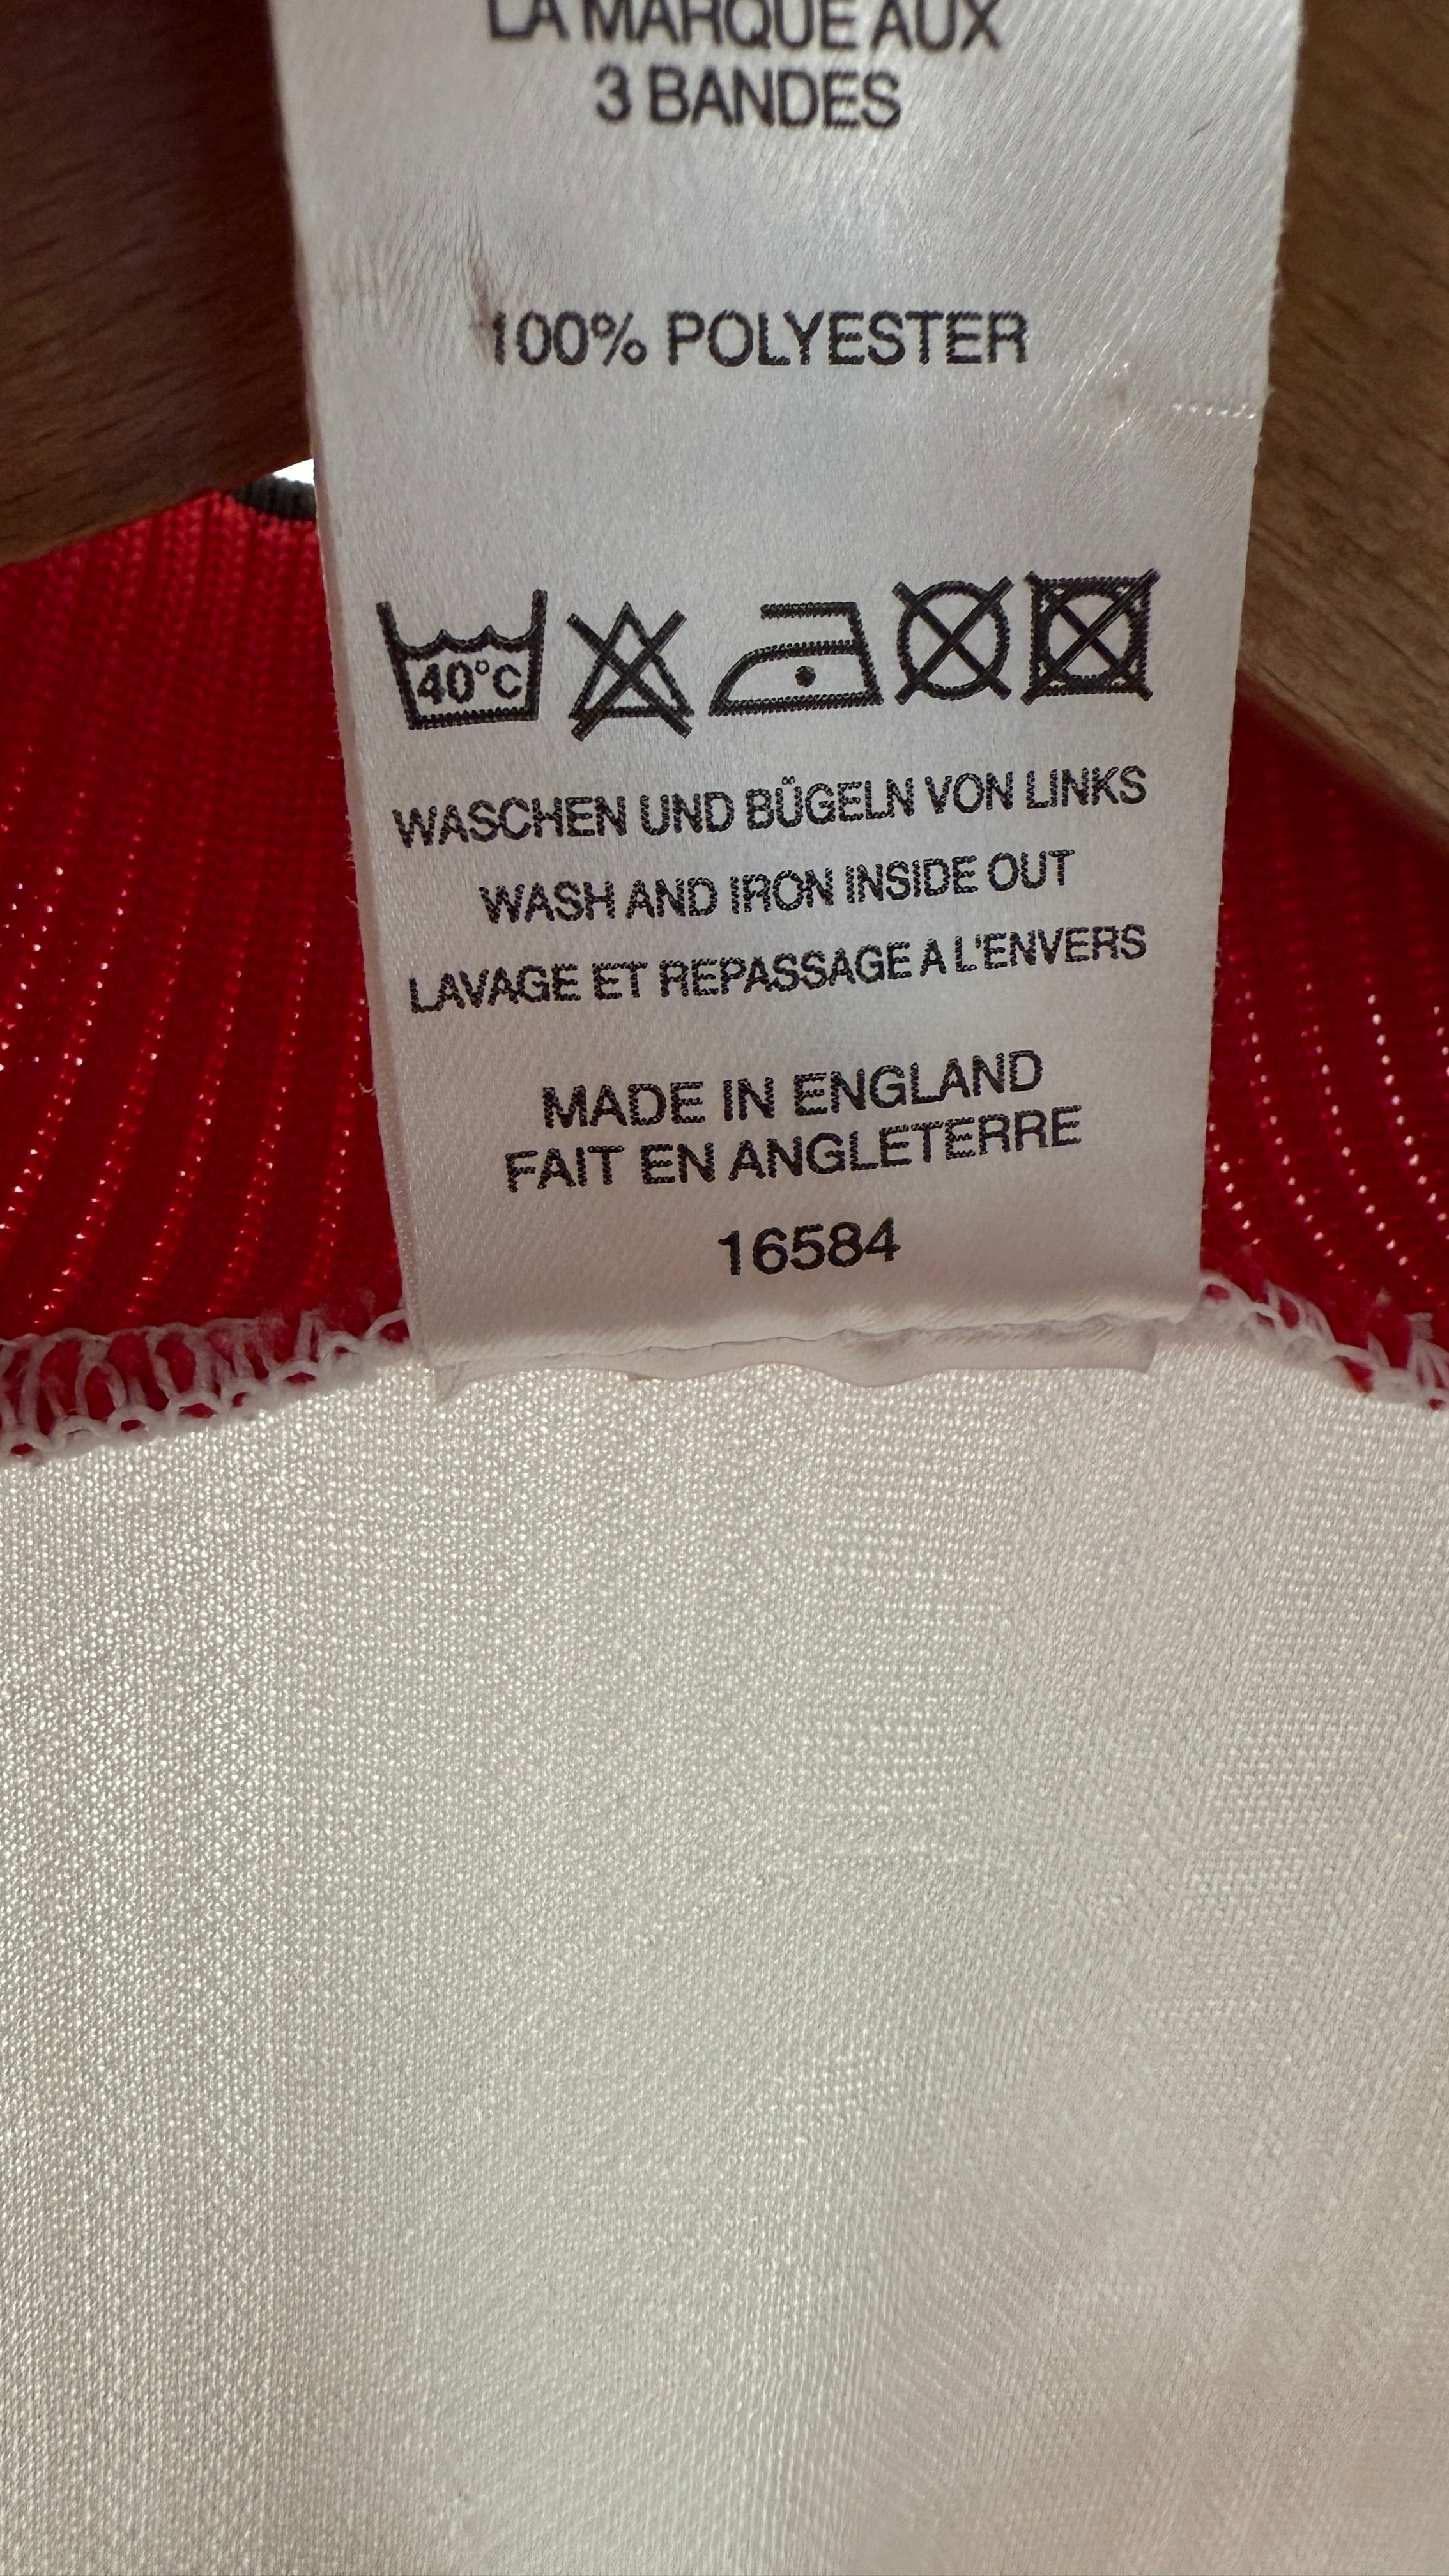 LA MARQUE AUX
3 BANDES
100% POLYESTER
40°C
WASCHEN UND BÜGELN VON LINKS
WASH AND IRON INSIDE OUT
LAVAGE ET REPASSAGE A L'ENVERS
MADE IN ENGLAND
FAIT EN ANGLETERRE
16584